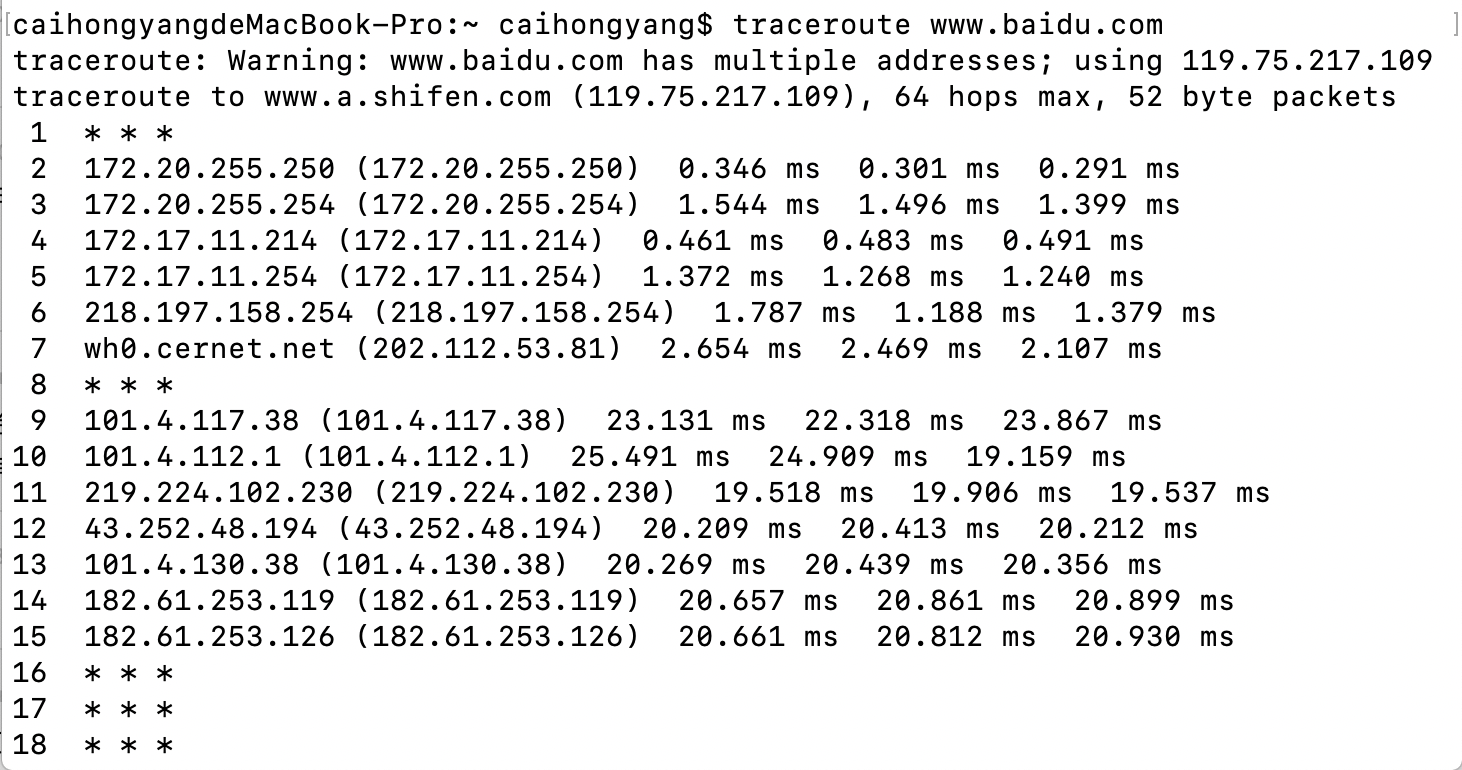 [caihongyangdeMacBook-Pro:~ caihongyang$ traceroute www.baidu.com ]
traceroute: Warning: www.baidu.com has multiple addresses; using 119.75.217.109
traceroute to www.a.shifen.com (119.75.217.109), 64 hops max, 52 byte packets
 1  * * *
 2  172.20.255.250 (172.20.255.250)  0.346 ms  0.301 ms  0.291 ms
 3  172.20.255.254 (172.20.255.254)  1.544 ms  1.496 ms  1.399 ms
 4  172.17.11.214 (172.17.11.214)  0.461 ms  0.483 ms  0.491 ms
 5  172.17.11.254 (172.17.11.254)  1.372 ms  1.268 ms  1.240 ms
 6  218.197.158.254 (218.197.158.254)  1.787 ms  1.188 ms  1.379 ms
 7  wh0.cernet.net (202.112.53.81)  2.654 ms  2.469 ms  2.107 ms
 8  * * *
 9  101.4.117.38 (101.4.117.38)  23.131 ms  22.318 ms  23.867 ms
10  101.4.112.1 (101.4.112.1)  25.491 ms  24.909 ms  19.159 ms
11  219.224.102.230 (219.224.102.230)  19.518 ms  19.906 ms  19.537 ms
12  43.252.48.194 (43.252.48.194)  20.209 ms  20.413 ms  20.212 ms
13  101.4.130.38 (101.4.130.38)  20.269 ms  20.439 ms  20.356 ms
14  182.61.253.119 (182.61.253.119)  20.657 ms  20.861 ms  20.899 ms
15  182.61.253.126 (182.61.253.126)  20.661 ms  20.812 ms  20.930 ms
16  * * *
17  * * *
18  * * *